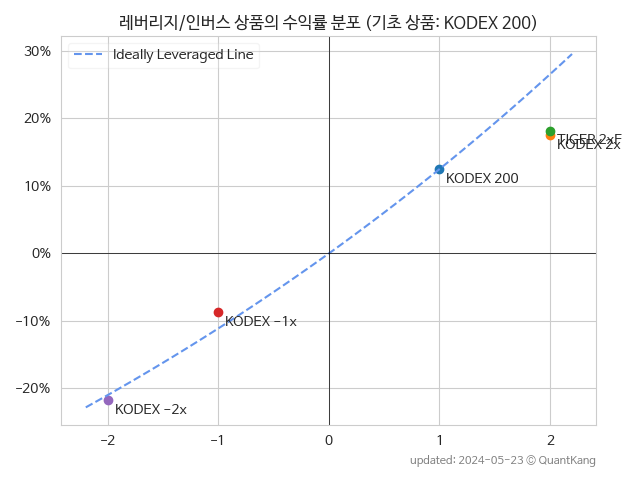 레버리지/인버스 상품의 수익률 분포 (기초 상품: KODEX 200)
Ideally Leveraged Line
30%
20%
10%
0%
−10%
−20%
TIGER 2xF
KODEX 2x
KODEX 200
KODEX −1x
KODEX −2x
−2
−1
0
1
2
updated: 2024-05-23 © QuantKang